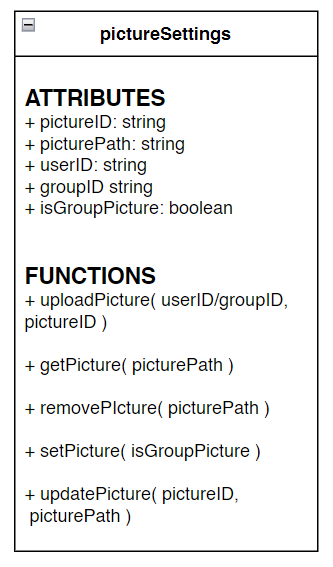 pictureSettings
ATTRIBUTES
+ pictureID: string
+ picturePath: string
+ userID: string
+ groupID string
+ isGroupPicture: boolean
FUNCTIONS
+ uploadPicture( userID/groupID,
pictureID )
+ getPicture( picturePath )
+ removePIcture( picturePath )
+ setPicture( isGroupPicture )
+ updatePicture( pictureID,
picturePath )